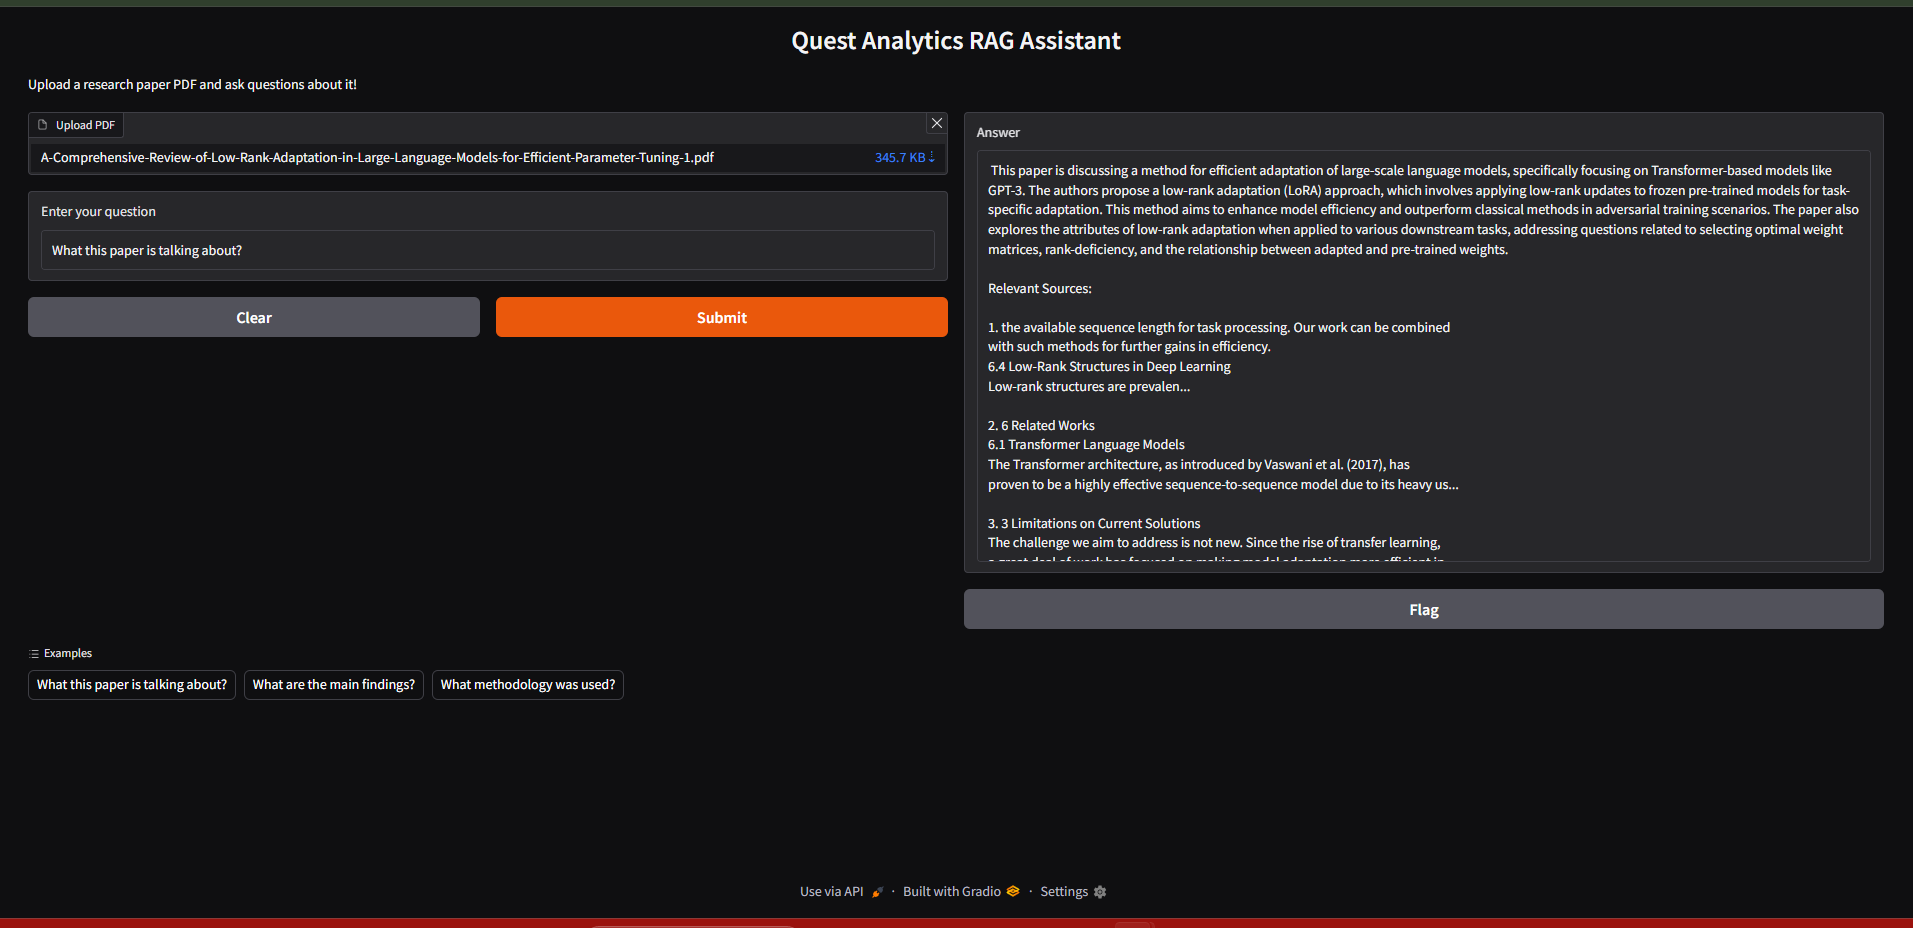 Quest Analytics RAG Assistant
Upload a research paper PDF and ask questions about it!
Upload PDF
A-Comprehensive-Review-of-Low-Rank-Adaptation-in-Large-Language-Models-for-Efficient-Parameter-Tuning-1.pdf 345.7 KB ↓
Enter your question
What this paper is talking about?
Clear
Submit
Answer
This paper is discussing a method for efficient adaptation of large-scale language models, specifically focusing on Transformer-based models like
GPT-3. The authors propose a low-rank adaptation (LoRA) approach, which involves applying low-rank updates to frozen pre-trained models for task-
specific adaptation. This method aims to enhance model efficiency and outperform classical methods in adversarial training scenarios. The paper also
explores the attributes of low-rank adaptation when applied to various downstream tasks, addressing questions related to selecting optimal weight
matrices, rank-deficiency, and the relationship between adapted and pre-trained weights.
Relevant Sources:
1. the available sequence length for task processing. Our work can be combined
with such methods for further gains in efficiency.
6.4 Low-Rank Structures in Deep Learning
Low-rank structures are prevalen...
2. 6 Related Works
6.1 Transformer Language Models
The Transformer architecture, as introduced by Vaswani et al. (2017), has
proven to be a highly effective sequence-to-sequence model due to its heavy us...
3. 3 Limitations on Current Solutions
The challenge we aim to address is not new. Since the rise of transfer learning,
a great deal of work has focused on making model adaptation more efficient in
Flag
Examples
What this paper is talking about?
What are the main findings?
What methodology was used?
Use via API · Built with Gradio · Settings